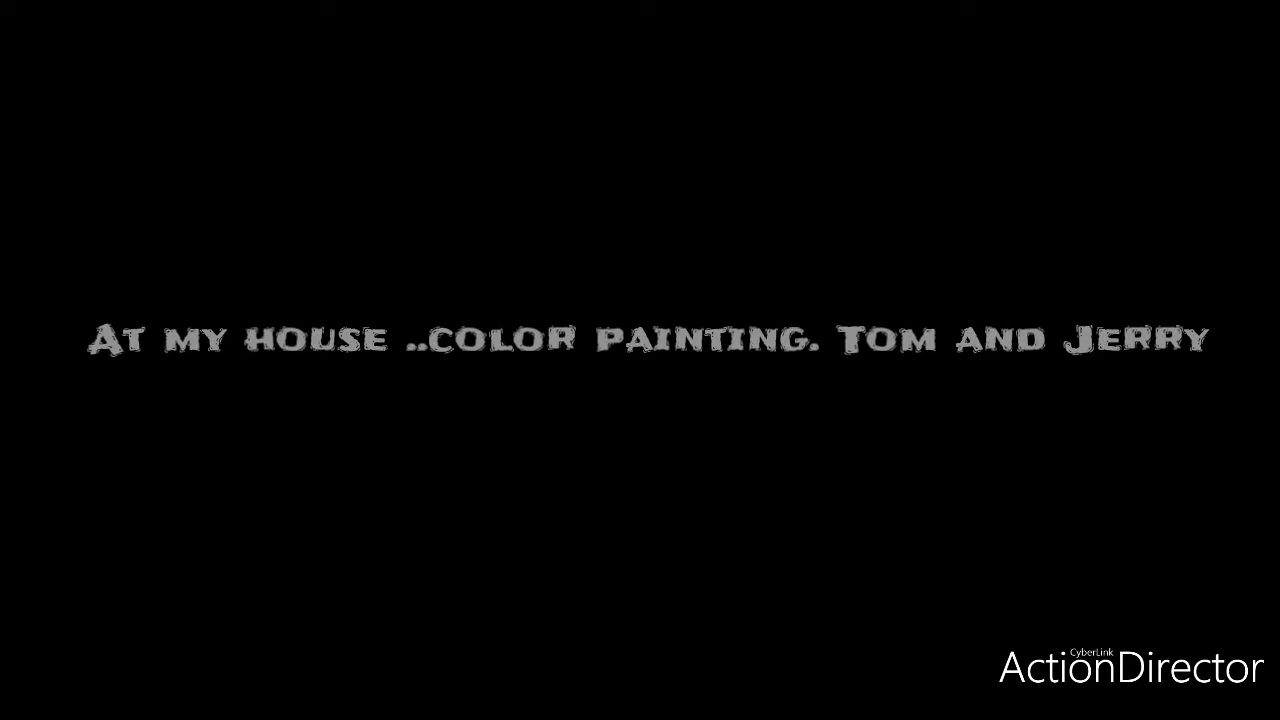 At my house ..color painting. Tom and Jerry
CyberLink
ActionDirector